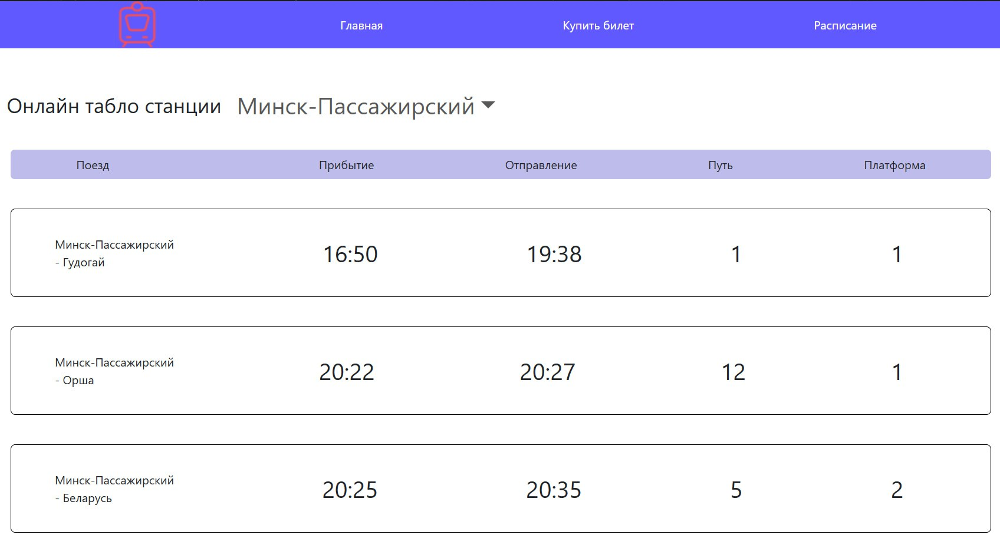 Главная Купить билет Расписание
Онлайн табло станции Минск-Пассажирский
Поезд Прибытие Отправление Путь Платформа
Минск-Пассажирский
- Гудогай
16:50 19:38 1 1
Минск-Пассажирский
- Орша
20:22 20:27 12 1
Минск-Пассажирский
- Беларусь
20:25 20:35 5 2